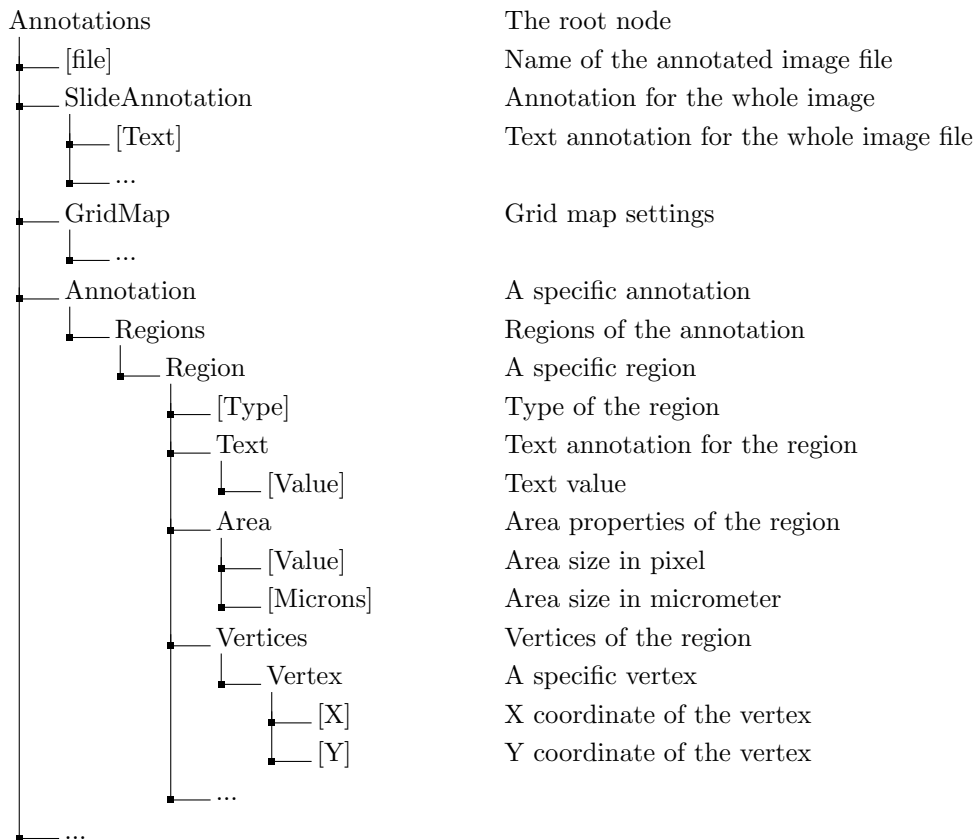 Annotations The root node
[file] Name of the annotated image file
SlideAnnotation Annotation for the whole image
[Text] Text annotation for the whole image file
...
GridMap Grid map settings
...
Annotation A specific annotation
Regions Regions of the annotation
Region A specific region
[Type] Type of the region
Text Text annotation for the region
[Value] Text value
Area Area properties of the region
[Value] Area size in pixel
[Microns] Area size in micrometer
Vertices Vertices of the region
Vertex A specific vertex
[X] X coordinate of the vertex
[Y] Y coordinate of the vertex
...
...